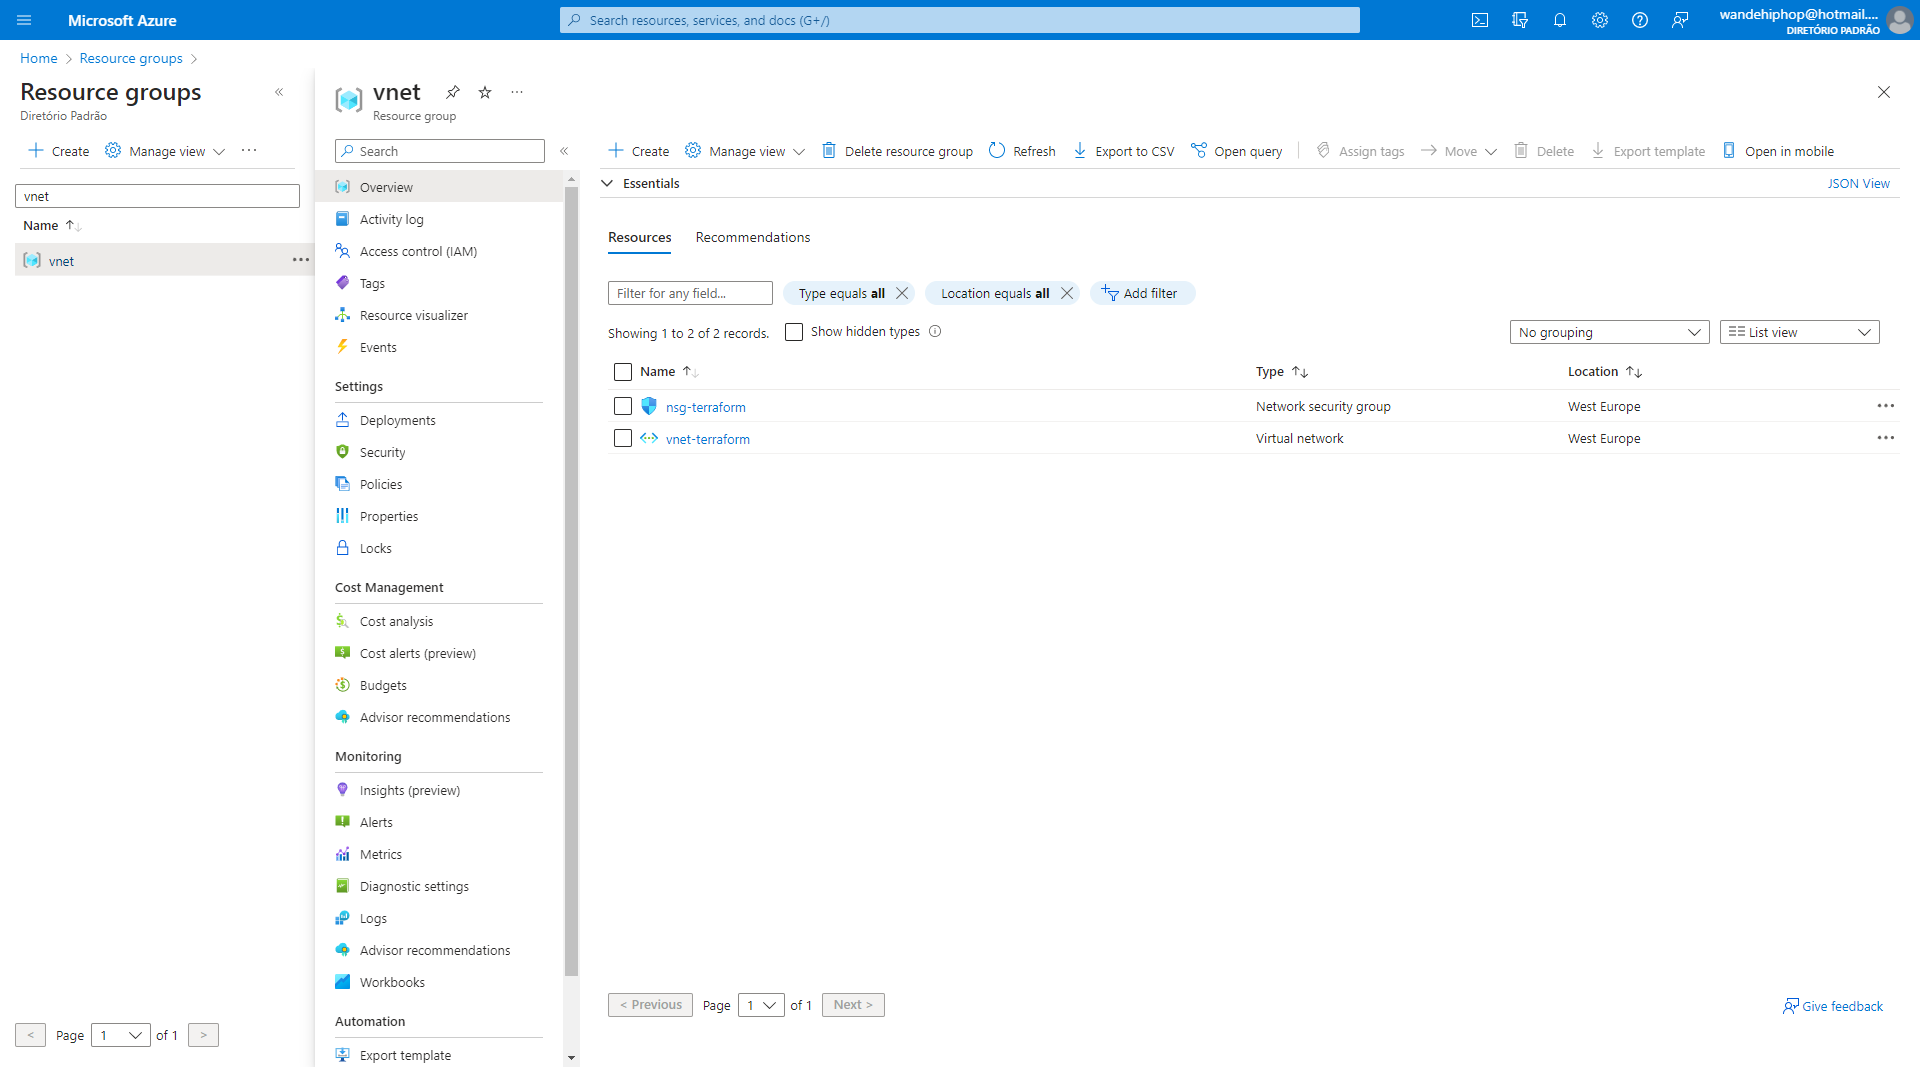 Microsoft Azure
Search resources, services, and docs (G+/)
wandehiphop@hotmail....
DIRETÓRIO PADRÃO
Home > Resource groups >
Resource groups
Diretório Padrão
Create
Manage view
vnet
Name
vnet
< Page 1 of 1 >
vnet
Resource group
Search
Overview
Activity log
Access control (IAM)
Tags
Resource visualizer
Events
Settings
Deployments
Security
Policies
Properties
Locks
Cost Management
Cost analysis
Cost alerts (preview)
Budgets
Advisor recommendations
Monitoring
Insights (preview)
Alerts
Metrics
Diagnostic settings
Logs
Advisor recommendations
Workbooks
Automation
Export template
Create Manage view Delete resource group Refresh Export to CSV Open query Assign tags Move Delete Export template Open in mobile
Essentials
JSON View
Resources Recommendations
Filter for any field... Type equals all Location equals all Add filter
Showing 1 to 2 of 2 records. Show hidden types
No grouping List view
Name Type Location
nsg-terraform Network security group West Europe
vnet-terraform Virtual network West Europe
< Previous Page 1 of 1 Next >
Give feedback